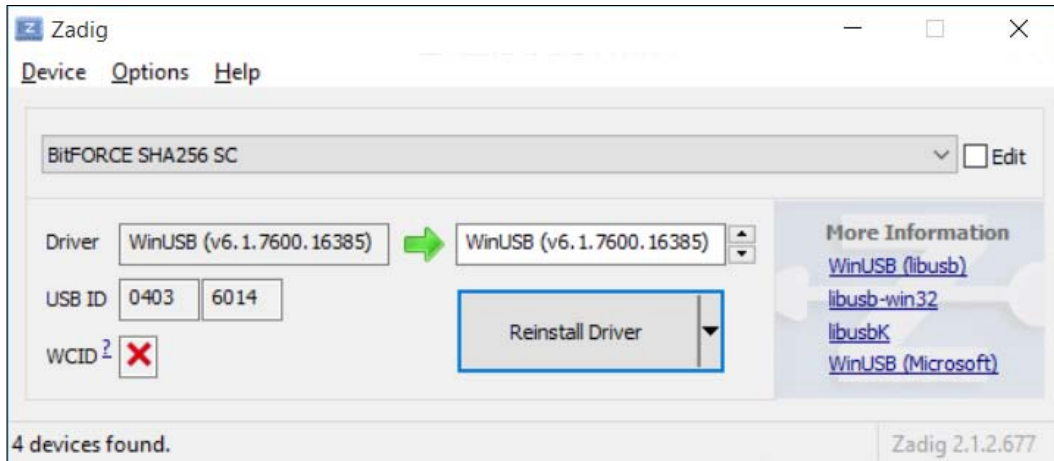 Zadig
Device Options Help
BitFORCE SHA256 SC
Edit
Driver WinUSB (v6.1.7600.16385) WinUSB (v6.1.7600.16385)
More Information
WinUSB (libusb)
USB ID 0403 6014
libusb-win32
Reinstall Driver
libusbK
WCID ?
WinUSB (Microsoft)
4 devices found.
Zadig 2.1.2.677